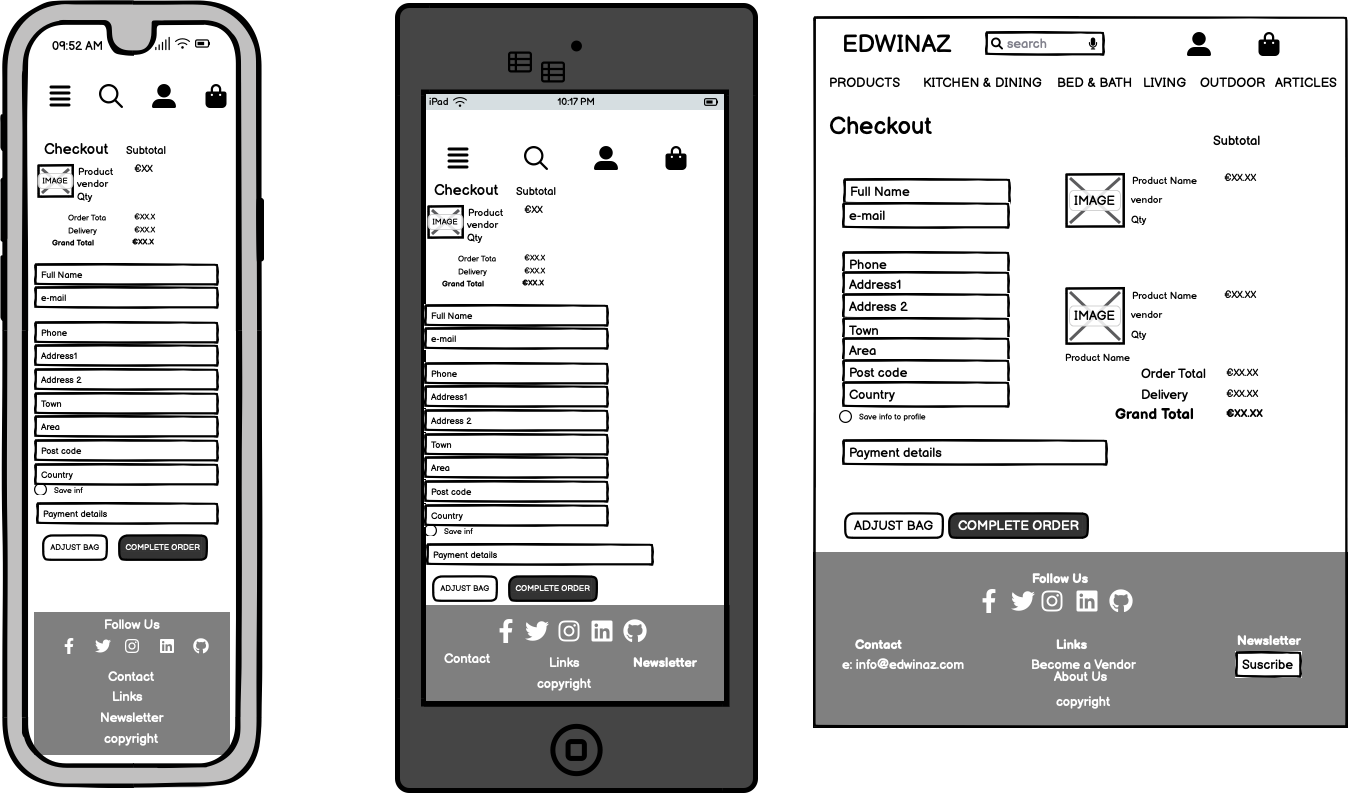 09:52 AM
Checkout
Subtotal
IMAGE
Product
vendor
Qty
€XX
Order Tota
€XX.X
Delivery
€XX.X
Grand Total
€XX.X
Full Name
e-mail
Phone
Address1
Address 2
Town
Area
Post code
Country
Save inf
Payment details
ADJUST BAG
COMPLETE ORDER
Follow Us
Contact
Links
Newsletter
copyright
iPad
10:17 PM
Checkout
Subtotal
IMAGE
Product
vendor
Qty
€XX
Order Tota
€XX.X
Delivery
€XX.X
Grand Total
€XX.X
Full Name
e-mail
Phone
Address1
Address 2
Town
Area
Post code
Country
Save inf
Payment details
ADJUST BAG
COMPLETE ORDER
Contact
Links
Newsletter
copyright
EDWINAZ
search
PRODUCTS
KITCHEN & DINING
BED & BATH
LIVING
OUTDOOR
ARTICLES
Checkout
Subtotal
Full Name
e-mail
Phone
Address1
Address 2
Town
Area
Post code
Country
Save info to profile
Payment details
IMAGE
Product Name
vendor
Qty
€XX.XX
IMAGE
Product Name
vendor
Qty
€XX.XX
Product Name
Order Total
€XX.XX
Delivery
€XX.XX
Grand Total
€XX.XX
ADJUST BAG
COMPLETE ORDER
Follow Us
Contact
e: info@edwinaz.com
Links
Become a Vendor
About Us
Newsletter
Suscribe
copyright